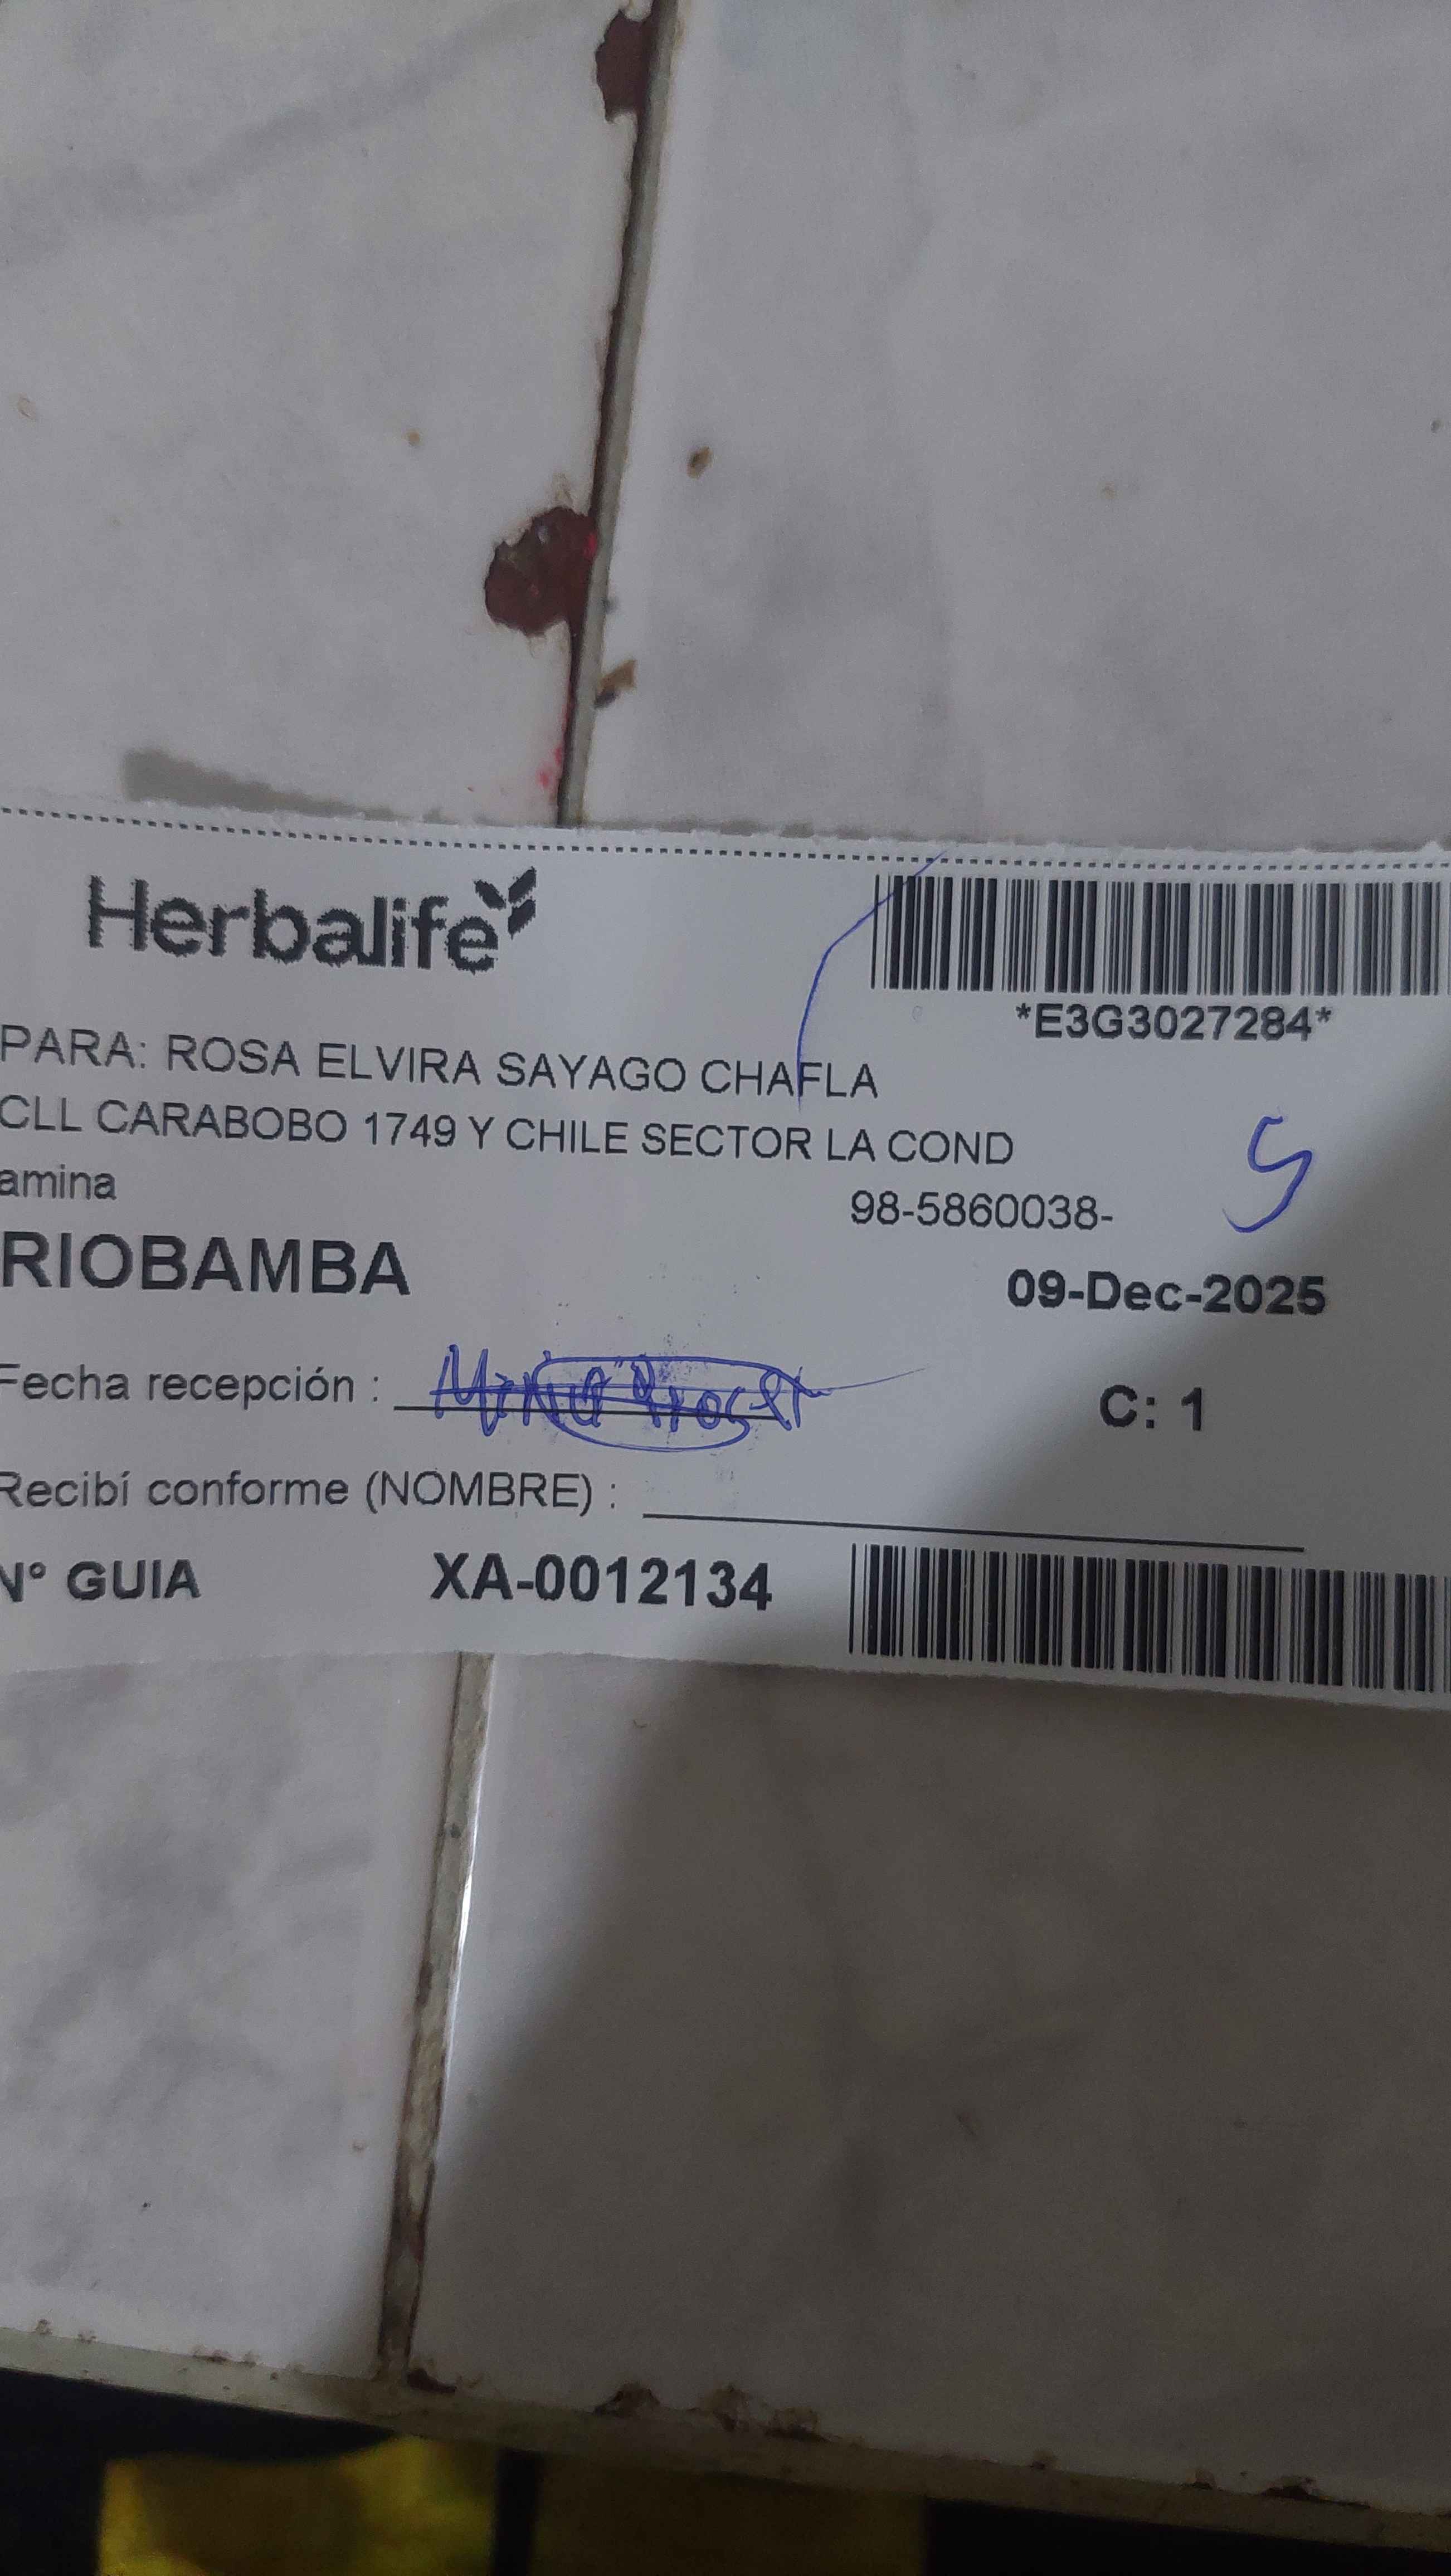 Herbalife
*E3G3027284*
PARA: ROSA ELVIRA SAYAGO CHAFLA
CLL CARABOBO 1749 Y CHILE SECTOR LA COND
amina
98-5860038-
5
RIOBAMBA
09-Dec-2025
Fecha recepción :
C: 1
Recibí conforme (NOMBRE) :
N° GUIA XA-0012134